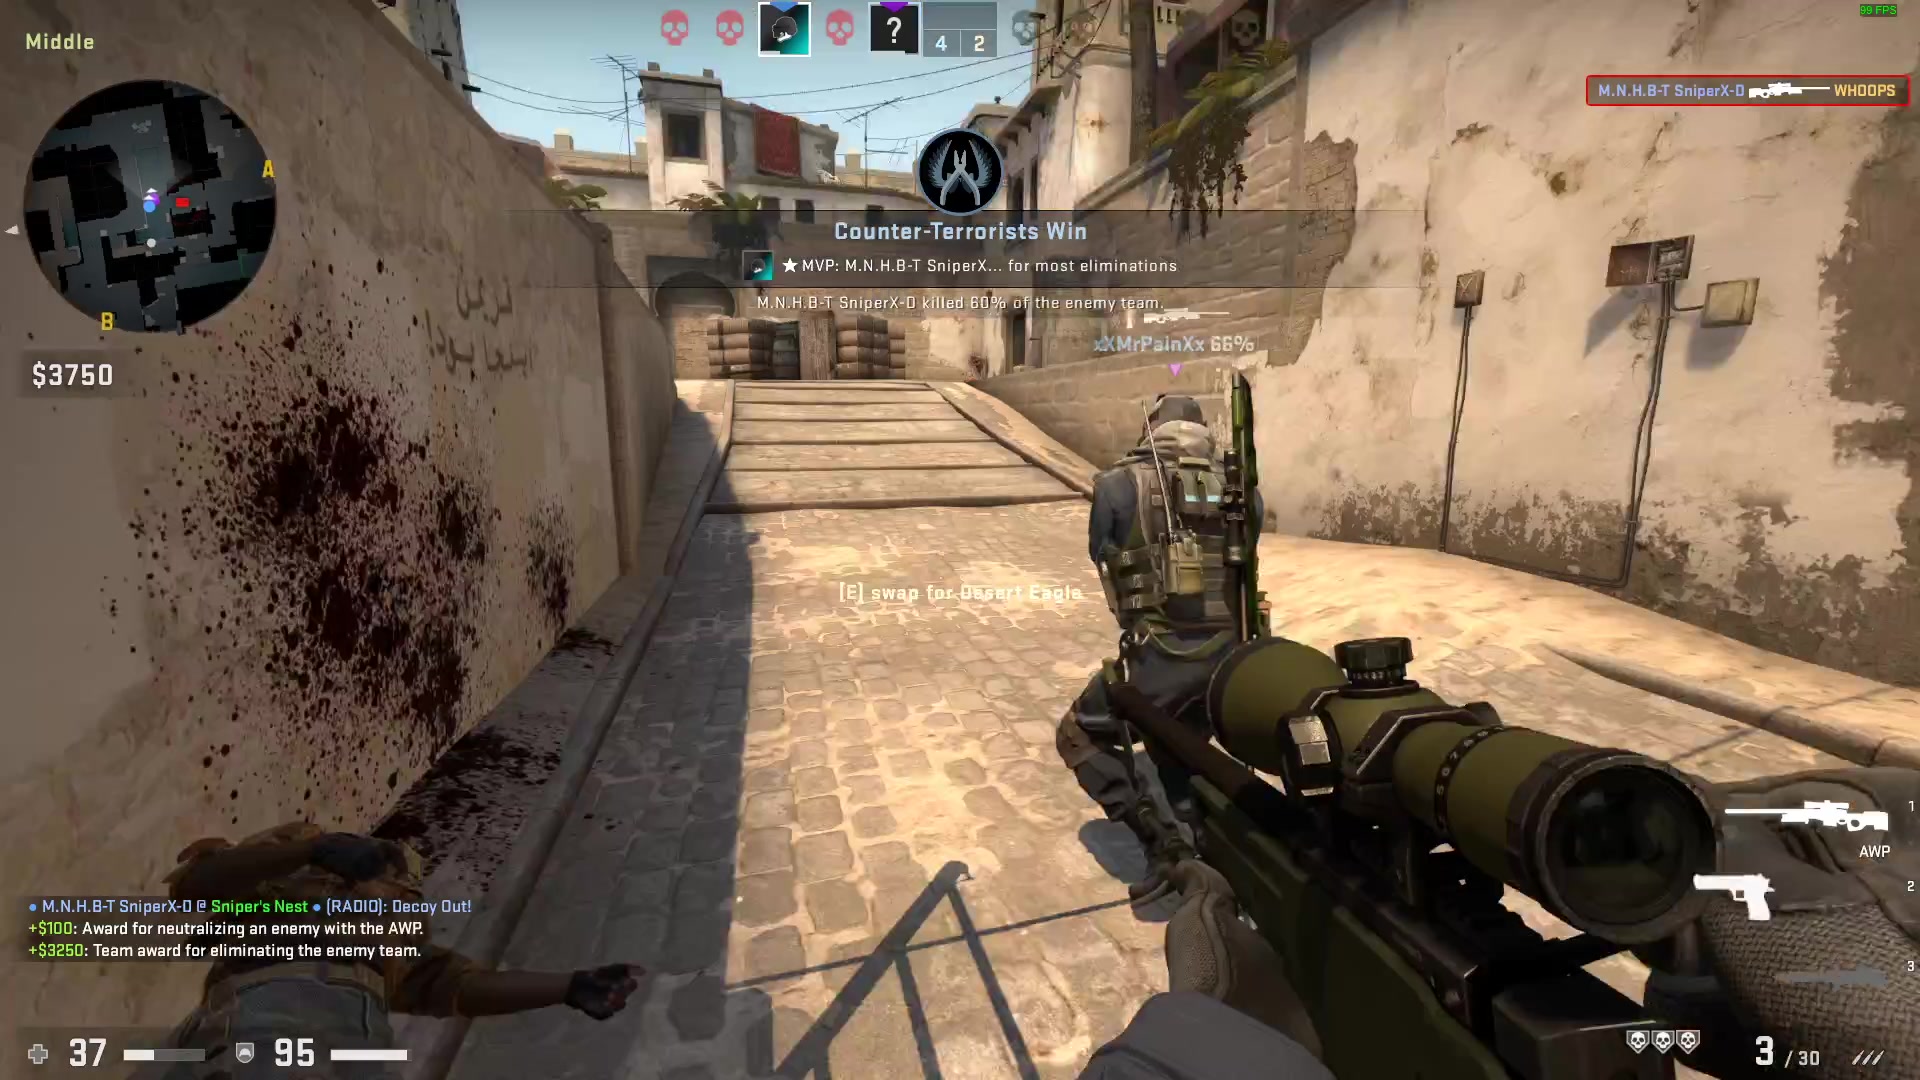 99 FPS
Middle
?
4 2
M.N.H.B-T SniperX-D WHOOPS
A
Counter-Terrorists Win
★ MVP: M.N.H.B-T SniperX... for most eliminations
M.N.H.B-T SniperX-D killed 60% of the enemy team.
xXMrPainXx 66%
B
$3750
[E] swap for Desert Eagle
1
AWP
2
● M.N.H.B-T SniperX-D @ Sniper's Nest ● (RADIO): Decoy Out!
+$100: Award for neutralizing an enemy with the AWP.
+$3250: Team award for eliminating the enemy team.
3
37 95
3 / 30